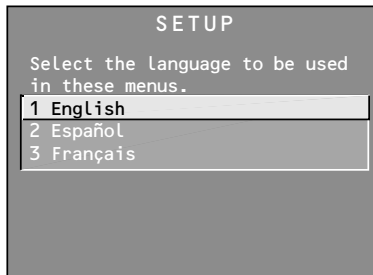 SETUP
Select the language to be used
in these menus.
1 English
2 Español
3 Français